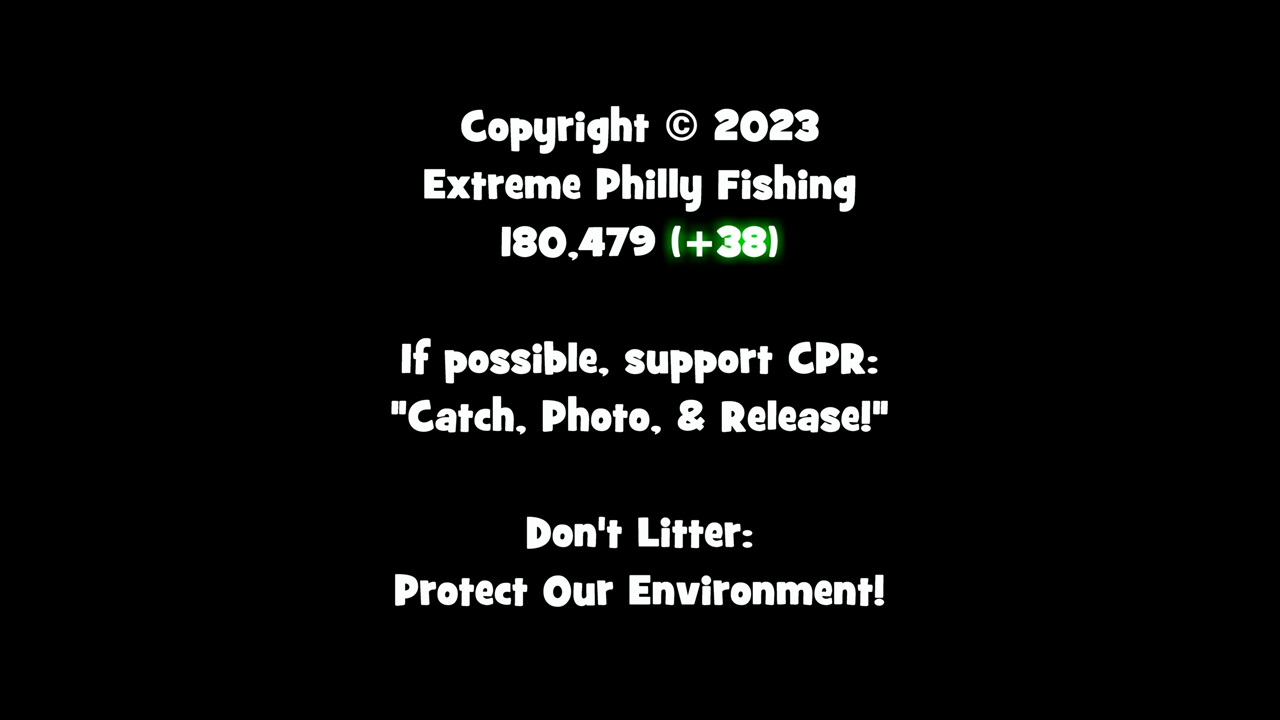 Copyright © 2023
Extreme Philly Fishing
180,479 (+38)
If possible, support CPR:
"Catch, Photo, & Release!"
Don't Litter:
Protect Our Environment!